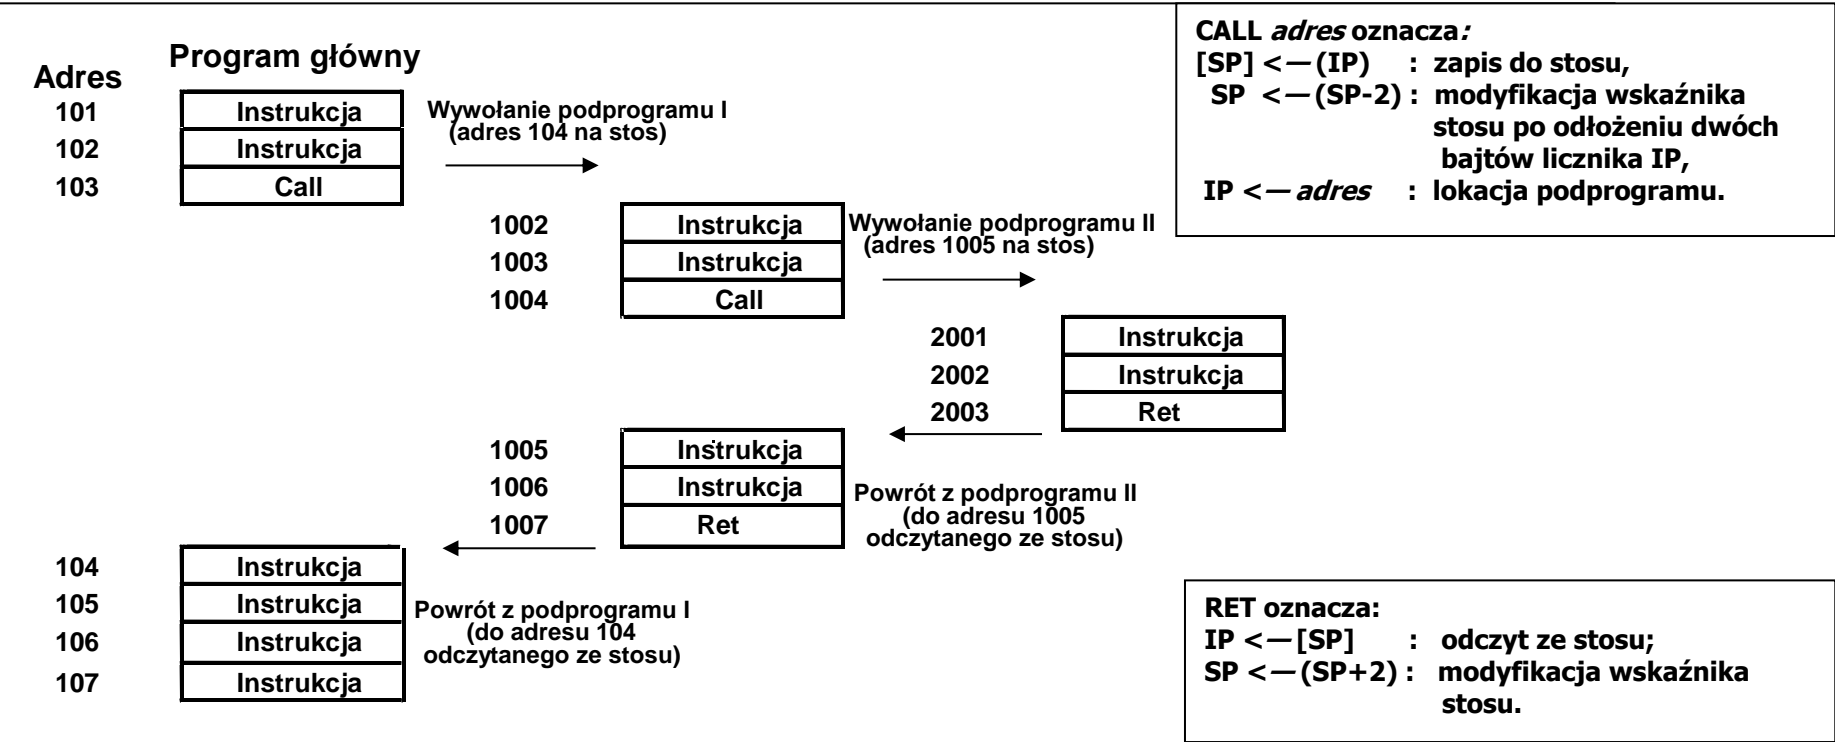 Program główny
Adres
101 Instrukcja
102 Instrukcja
103 Call
Wywołanie podprogramu I
(adres 104 na stos)
1002 Instrukcja
1003 Instrukcja
1004 Call
Wywołanie podprogramu II
(adres 1005 na stos)
2001 Instrukcja
2002 Instrukcja
2003 Ret
1005 Instrukcja
1006 Instrukcja
1007 Ret
Powrót z podprogramu II
(do adresu 1005
odczytanego ze stosu)
104 Instrukcja
105 Instrukcja
106 Instrukcja
107 Instrukcja
Powrót z podprogramu I
(do adresu 104
odczytanego ze stosu)
CALL adres oznacza:
[SP] <—(IP) : zapis do stosu,
SP <—(SP-2) : modyfikacja wskaźnika
stosu po odłożeniu dwóch
bajtów licznika IP,
IP <— adres : lokacja podprogramu.
RET oznacza:
IP <—[SP] : odczyt ze stosu;
SP <—(SP+2) : modyfikacja wskaźnika
stosu.